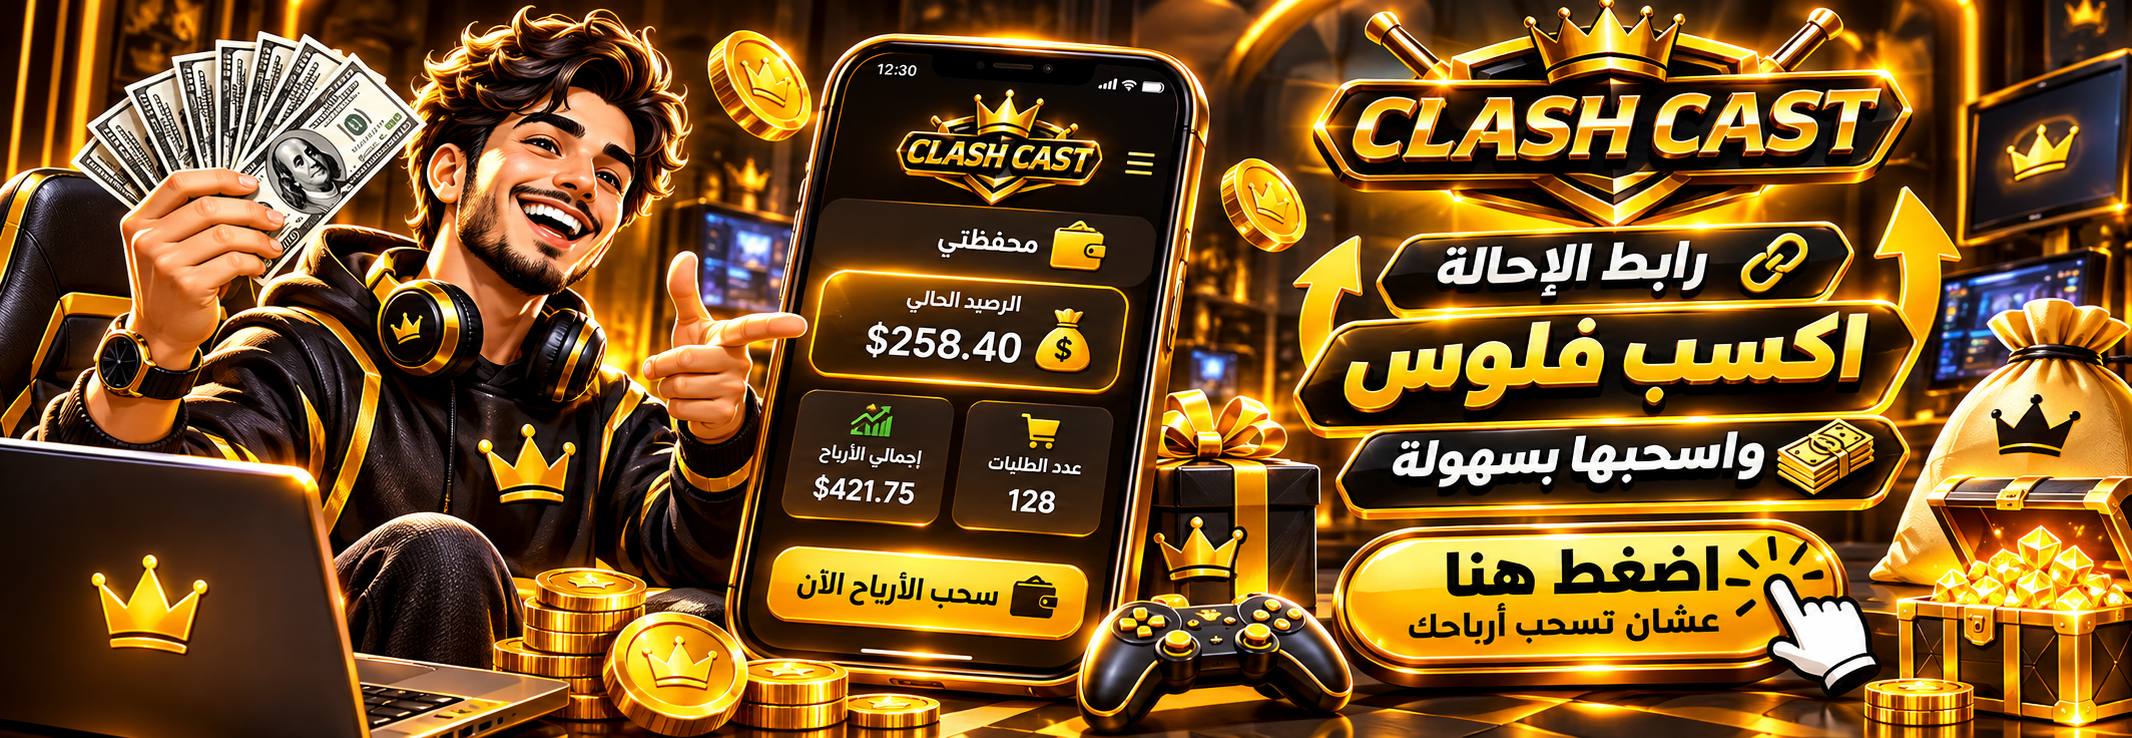 12:30
CLASH CAST
محفظتي
الرصيد الحالي
$258.40
إجمالي الأرباح
$421.75
عدد الطلبات
128
سحب الأرباح الأن
CLASH CAST
رابط الإحالة
اكسب فلوس
واسحبها بسهولة
اضغط هنا
عشان تسحب أرباحك